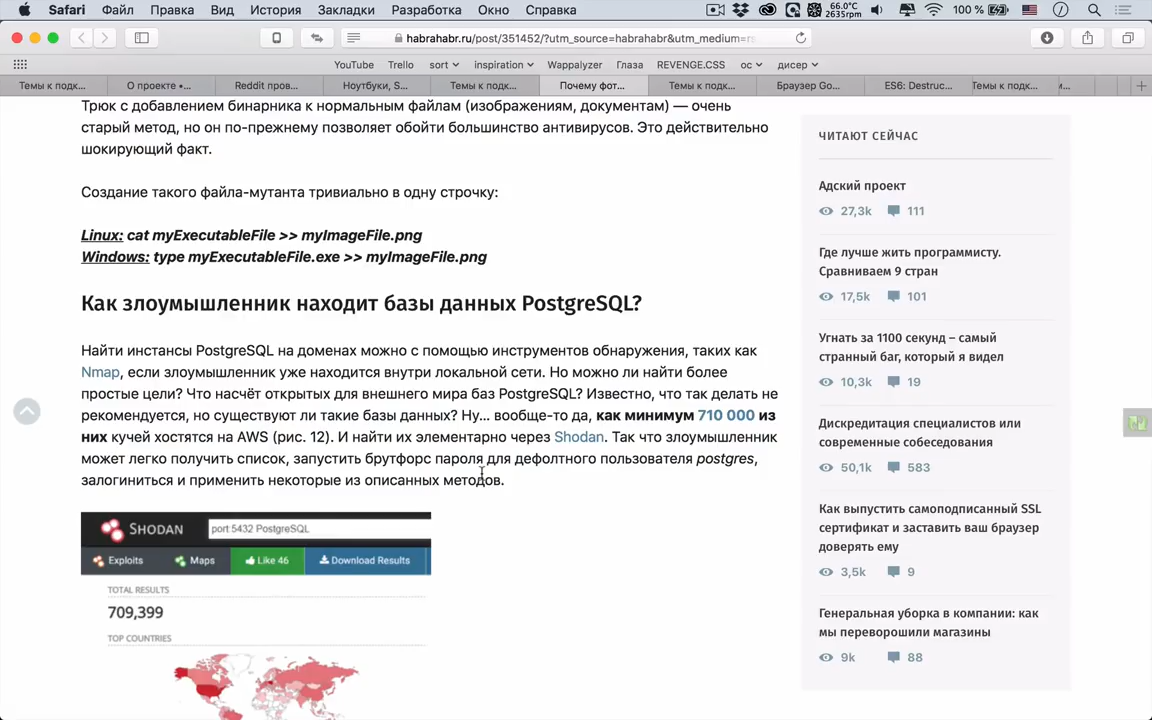 Safari Файл Правка Вид История Закладки Разработка Окно Справка 66.0°C 2635rpm 100 %
habrahabr.ru/post/351452/?utm_source=habrahabr&utm_medium=rs
YouTube Trello sort inspiration Wappalyzer Глаза REVENGE.CSS ос дисер
Темы к подк... О проекте •... Reddit пров... Ноутбуки, S... Темы к подк... Почему фот... Темы к подк... Браузер Go... ES6: Destruc... Темы к подк...
Трюк с добавлением бинарника к нормальным файлам (изображениям, документам) — очень
старый метод, но он по-прежнему позволяет обойти большинство антивирусов. Это действительно
шокирующий факт.
Создание такого файла-мутанта тривиально в одну строчку:
Linux: cat myExecutableFile >> myImageFile.png
Windows: type myExecutableFile.exe >> myImageFile.png
Как злоумышленник находит базы данных PostgreSQL?
Найти инстансы PostgreSQL на доменах можно с помощью инструментов обнаружения, таких как
Nmap, если злоумышленник уже находится внутри локальной сети. Но можно ли найти более
простые цели? Что насчёт открытых для внешнего мира баз PostgreSQL? Известно, что так делать не
рекомендуется, но существуют ли такие базы данных? Ну... вообще-то да, как минимум 710 000 из
них кучей хостятся на AWS (рис. 12). И найти их элементарно через Shodan. Так что злоумышленник
может легко получить список, запустить брутфорс пароля для дефолтного пользователя postgres,
залогиниться и применить некоторые из описанных методов.
SHODAN port:5432 PostgreSQL
Exploits Maps Like 46 Download Results
TOTAL RESULTS
709,399
TOP COUNTRIES
ЧИТАЮТ СЕЙЧАС
Адский проект
27,3k 111
Где лучше жить программисту.
Сравниваем 9 стран
17,5k 101
Угнать за 1100 секунд – самый
странный баг, который я видел
10,3k 19
Дискредитация специалистов или
современные собеседования
50,1k 583
Как выпустить самоподписанный SSL
сертификат и заставить ваш браузер
доверять ему
3,5k 9
Генеральная уборка в компании: как
мы переворошили магазины
9k 88